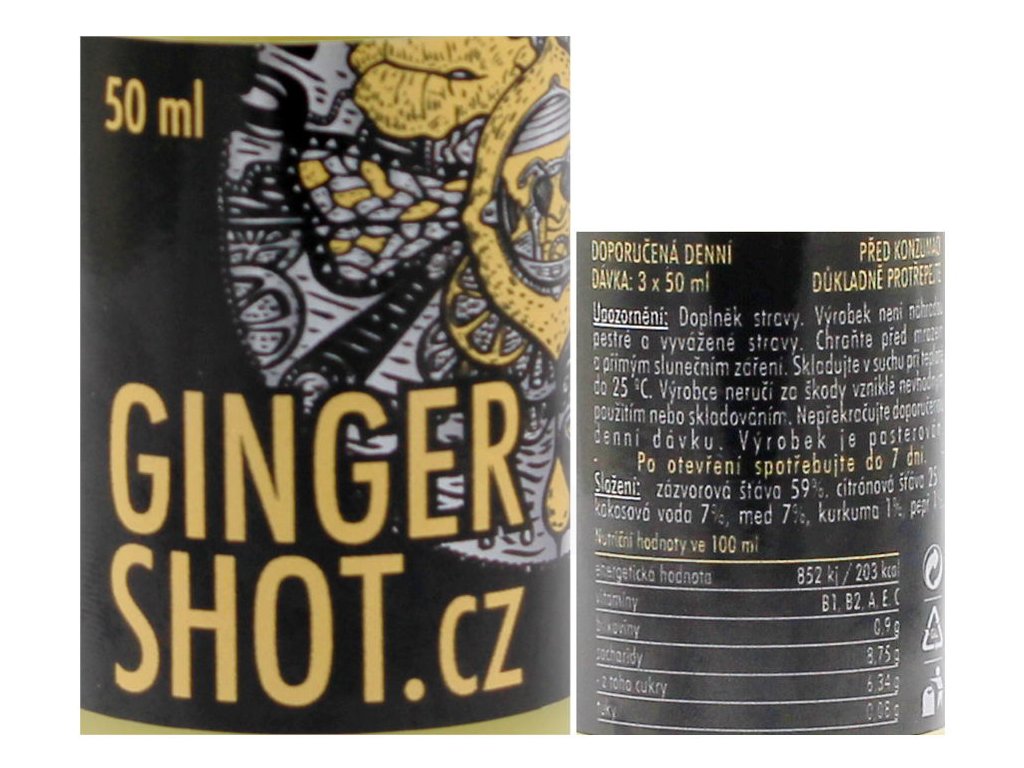 50 ml
GINGER
SHOT.CZ
DOPORUČENÁ DENNÍ
DÁVKA: 3 x 50 ml
PŘED KONZUMAC
DŮKLADNĚ PROTŘEPEJTE
Upozornění: Doplněk stravy. Výrobek není náhradou
pestré a vyvážené stravy. Chraňte před mrazem
a přímým slunečním záření. Skladujte v suchu při teplotě
do 25 °C. Výrobce neručí za škody vzniklé nevhodným
použitím nebo skladováním. Nepřekračujte doporučenou
denní dávku. Výrobek je pasterován
- Po otevření spotřebujte do 7 dní.
Složení: zázvorová šťáva 59%, citrónová šťáva 25
kokosová voda 7%, med 7%, kurkuma 1%, pepř 1
Nutriční hodnoty ve 100 ml
energetická hodnota 852 kj / 203 kcal
vitamíny B1, B2, A, E, C
bílkoviny 0,9 g
sacharidy 8,75 g
- z toho cukry 6,34 g
tuky 0,08 g